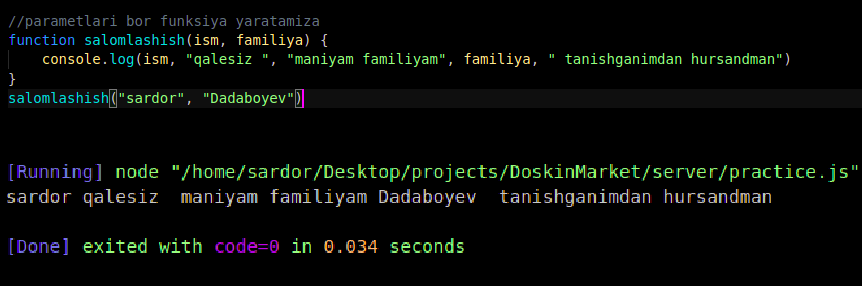 //parametlari bor funksiya yaratamiza
function salomlashish(ism, familiya) {
    console.log(ism, "qalesiz ", "maniyam familiyam", familiya, " tanishganimdan hursandman")
}
salomlashish("sardor", "Dadaboyev")
[Running] node "/home/sardor/Desktop/projects/DoskinMarket/server/practice.js"
sardor qalesiz  maniyam familiyam Dadaboyev  tanishganimdan hursandman
[Done] exited with code=0 in 0.034 seconds